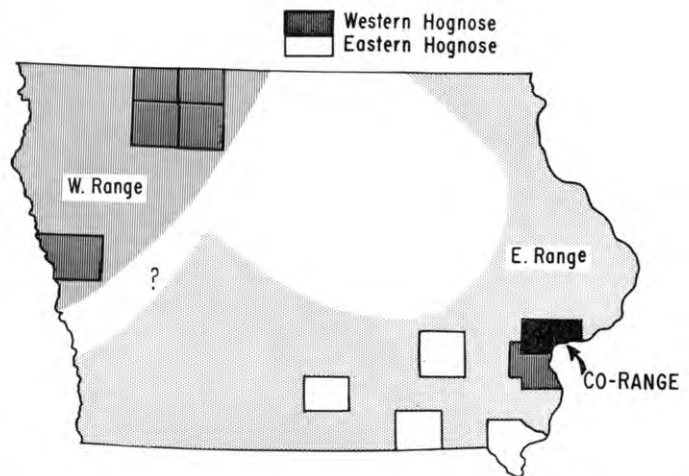 Western Hognose
Eastern Hognose
W. Range
E. Range
?
CO-RANGE